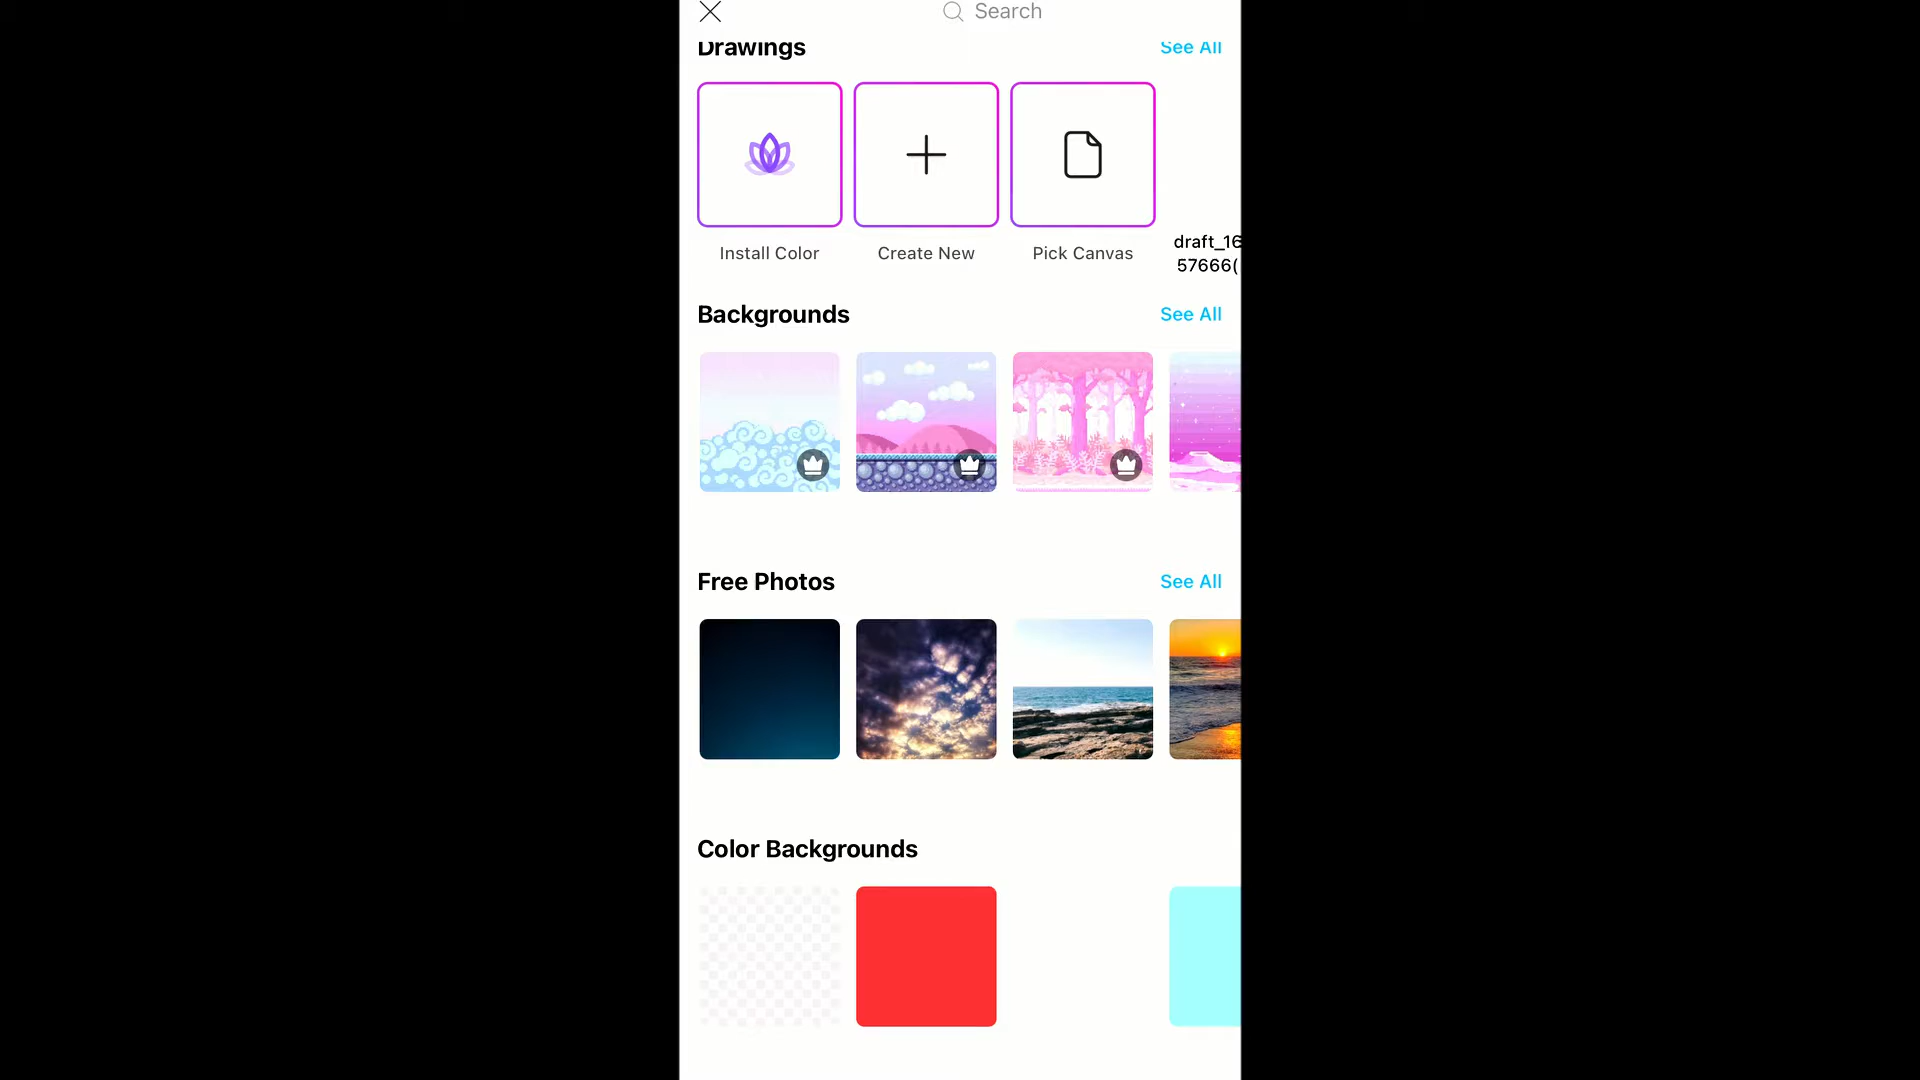 Search
Drawings
See All
Install Color
Create New
Pick Canvas
draft_16
57666(
Backgrounds
See All
Free Photos
See All
Color Backgrounds